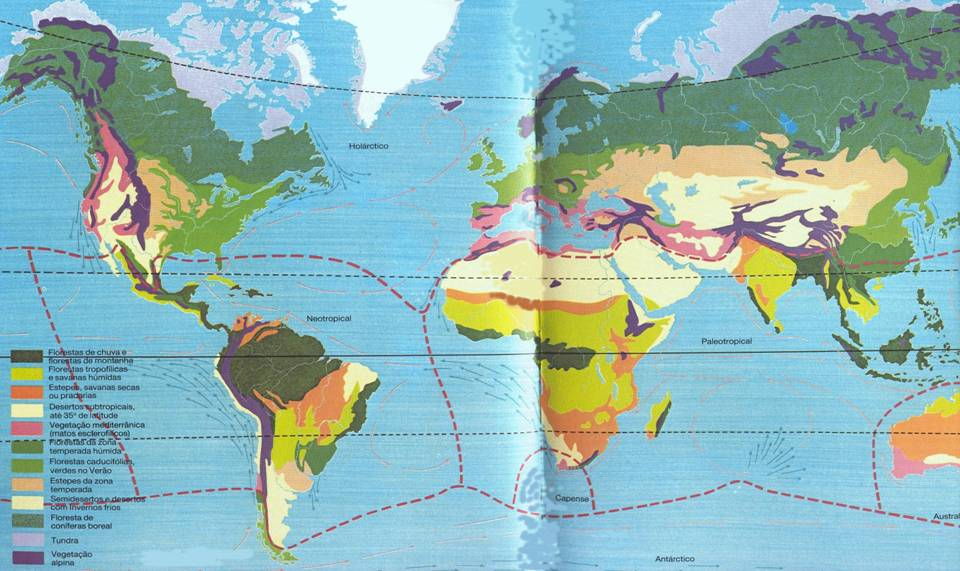 Holárctico
Neotropical
Paleotropical
Capense
Austral
Antárctico
Florestas de chuva e
florestas de montanha
Florestas tropofílicas
e savanas húmidas
Estepes, savanas secas
ou pradarias
Desertos subtropicais,
até 35º de latitude
Vegetação mediterrânica
(matos esclerofílicos)
Florestas da zona
temperada húmida
Florestas caducifólias,
verdes no Verão
Estepes da zona
temperada
Semidesertos e desertos
com Invernos frios
Floresta de
coníferas boreal
Tundra
Vegetação
alpina